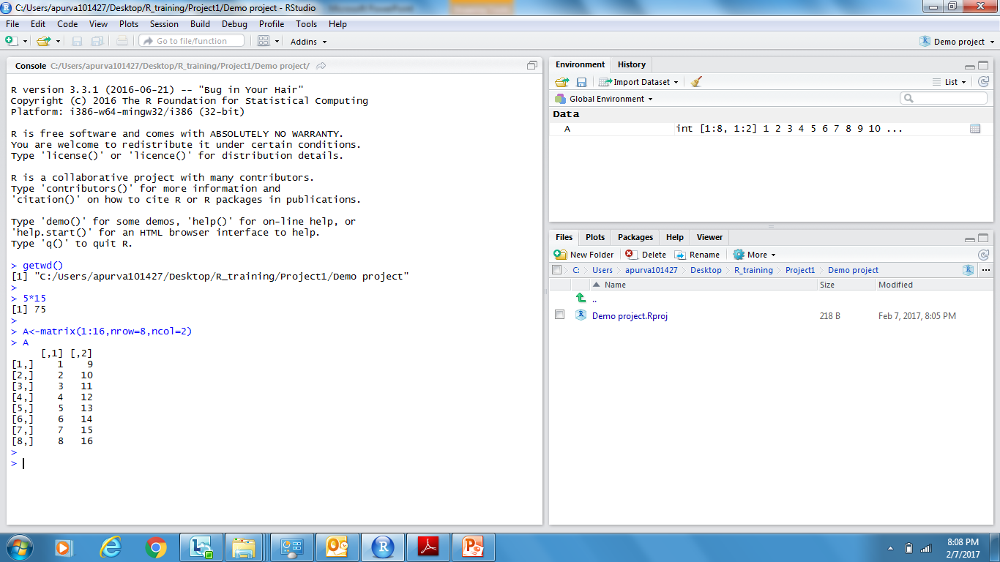 C:/Users/apurva101427/Desktop/R_training/Project1/Demo project - RStudio
File Edit Code View Plots Session Build Debug Profile Tools Help
Go to file/function Addins Demo project
Console C:/Users/apurva101427/Desktop/R_training/Project1/Demo project/
R version 3.3.1 (2016-06-21) -- "Bug in Your Hair"
Copyright (C) 2016 The R Foundation for Statistical Computing
Platform: i386-w64-mingw32/i386 (32-bit)
R is free software and comes with ABSOLUTELY NO WARRANTY.
You are welcome to redistribute it under certain conditions.
Type 'license()' or 'licence()' for distribution details.
R is a collaborative project with many contributors.
Type 'contributors()' for more information and
'citation()' on how to cite R or R packages in publications.
Type 'demo()' for some demos, 'help()' for on-line help, or
'help.start()' for an HTML browser interface to help.
Type 'q()' to quit R.
> getwd()
[1] "C:/Users/apurva101427/Desktop/R_training/Project1/Demo project"
>
> 5*15
[1] 75
>
> A<-matrix(1:16,nrow=8,ncol=2)
> A
     [,1] [,2]
[1,]    1    9
[2,]    2   10
[3,]    3   11
[4,]    4   12
[5,]    5   13
[6,]    6   14
[7,]    7   15
[8,]    8   16
>
>
Environment History
Import Dataset List
Global Environment
Data
A int [1:8, 1:2] 1 2 3 4 5 6 7 8 9 10 ...
Files Plots Packages Help Viewer
New Folder Delete Rename More
C: Users apurva101427 Desktop R_training Project1 Demo project ...
Name Size Modified
..
Demo project.Rproj 218 B Feb 7, 2017, 8:05 PM
8:08 PM
2/7/2017